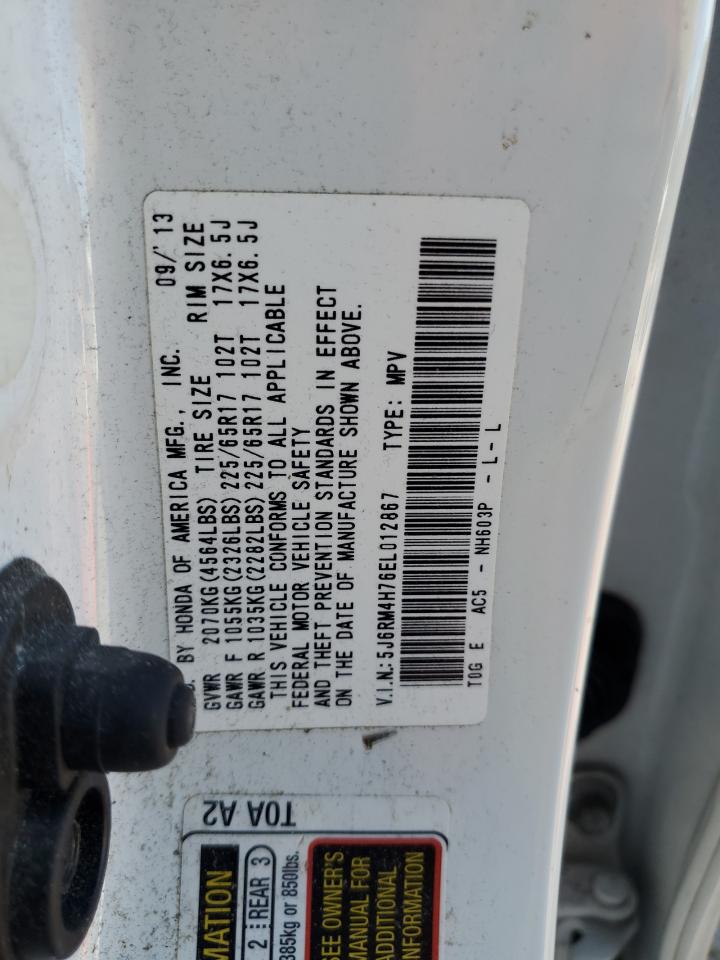 BY HONDA OF AMERICA MFG., INC. 09/'13
GVWR 2070KG(4564LBS) TIRE SIZE RIM SIZE
GAWR F 1055KG(2326LBS) 225/65R17 102T 17X6.5J
GAWR R 1035KG(2282LBS) 225/65R17 102T 17X6.5J
THIS VEHICLE CONFORMS TO ALL APPLICABLE
FEDERAL MOTOR VEHICLE SAFETY
AND THEFT PREVENTION STANDARDS IN EFFECT
ON THE DATE OF MANUFACTURE SHOWN ABOVE.
V.I.N.:5J6RM4H76EL012867 TYPE: MPV
TOG E AC5 - NH603P - L - L
TOA A2
2 REAR 3
385kg or 850lbs.
SEE OWNER'S
MANUAL FOR
ADDITIONAL
INFORMATION